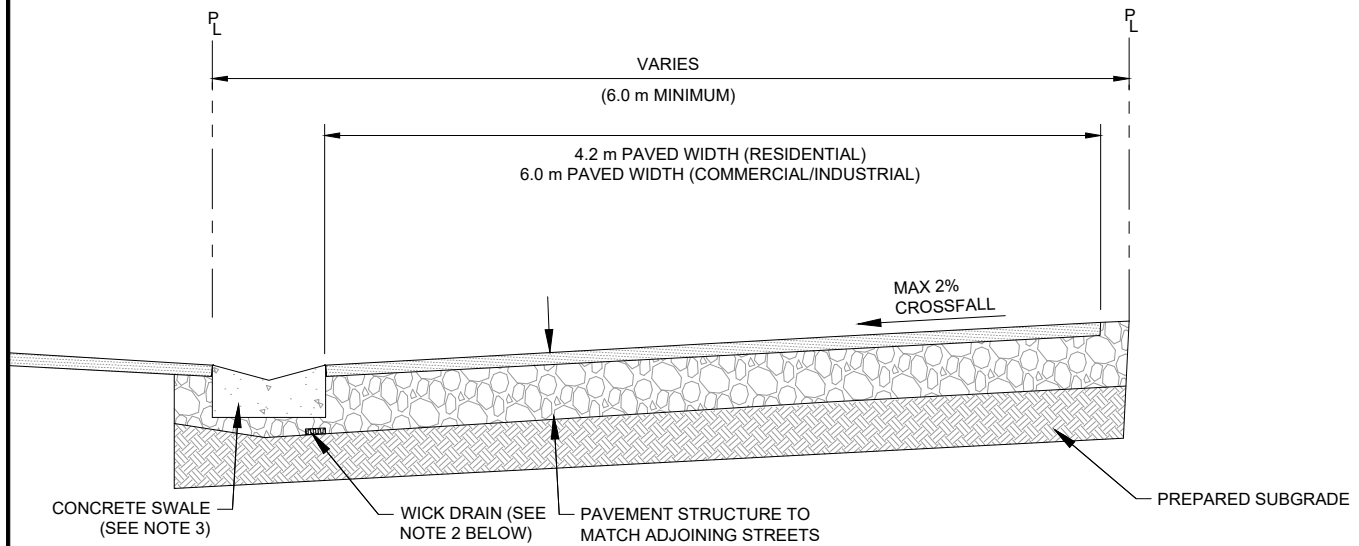 PL
PL
VARIES
(6.0 m MINIMUM)
4.2 m PAVED WIDTH (RESIDENTIAL)
6.0 m PAVED WIDTH (COMMERCIAL/INDUSTRIAL)
MAX 2%
CROSSFALL
CONCRETE SWALE
(SEE NOTE 3)
WICK DRAIN (SEE
NOTE 2 BELOW)
PAVEMENT STRUCTURE TO
MATCH ADJOINING STREETS
PREPARED SUBGRADE